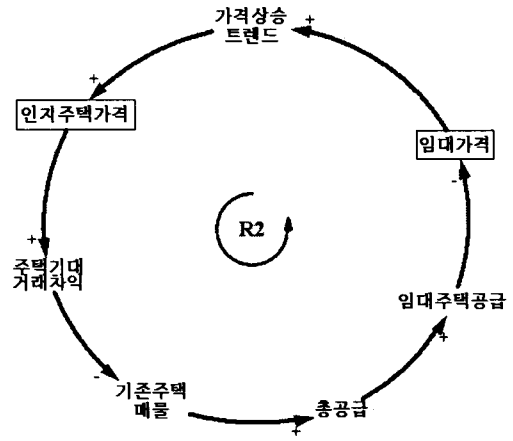 가격상승
트렌드
+
+
인지주택가격
임대가격
-
R2
+
주택기대
거래차익
임대주택공급
+
-
기존주택
매물
총공급
+